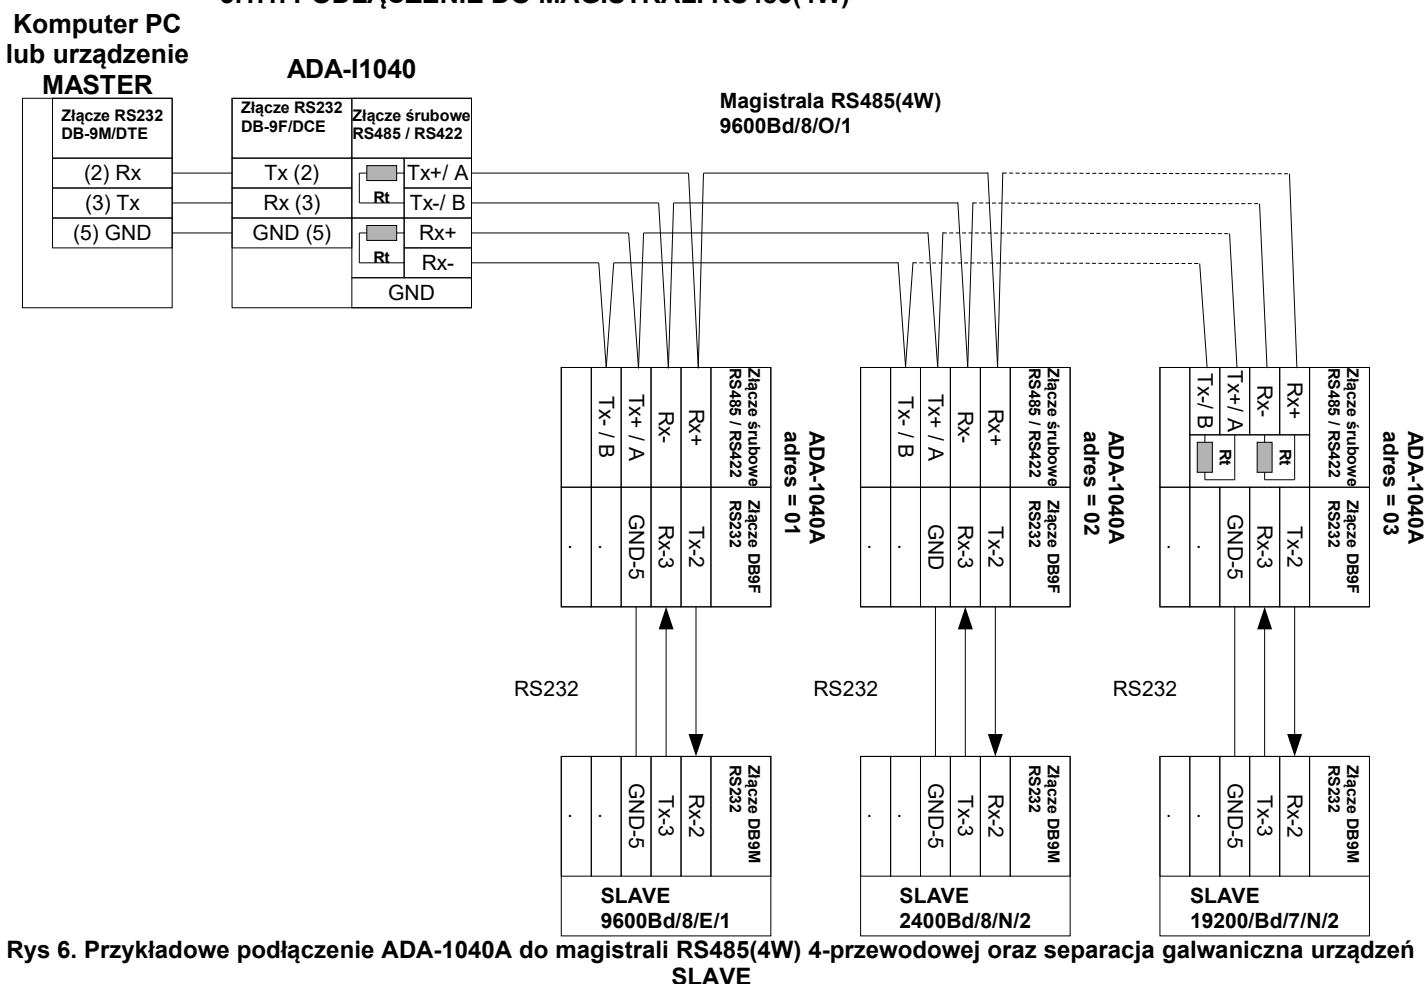 PODŁĄCZENIE DO MAGISTRALI RS485(4W)
Komputer PC
lub urządzenie
MASTER
ADA-I1040
Magistrala RS485(4W)
9600Bd/8/O/1
Złącze RS232
DB-9M/DTE
(2) Rx
(3) Tx
(5) GND
Złącze RS232
DB-9F/DCE
Tx (2)
Rx (3)
GND (5)
Złącze śrubowe
RS485 / RS422
Rt
Tx+/ A
Tx-/ B
Rt
Rx+
Rx-
GND
Tx- / B
Tx+ / A
Rx-
Rx+
Złącze śrubowe
RS485 / RS422
. 
.
GND-5
Rx-3
Tx-2
Złącze DB9F
RS232
ADA-1040A
adres = 01
Tx- / B
Tx+ / A
Rx-
Rx+
Złącze śrubowe
RS485 / RS422
.
.
GND
Rx-3
Tx-2
Złącze DB9F
RS232
ADA-1040A
adres = 02
Tx-/ B
Tx+/ A
Rx-
Rx+
Rt
Rt
Złącze śrubowe
RS485 / RS422
.
.
GND-5
Rx-3
Tx-2
Złącze DB9F
RS232
ADA-1040A
adres = 03
RS232
RS232
RS232
.
.
GND-5
Tx-3
Rx-2
Złącze DB9M
RS232
SLAVE
9600Bd/8/E/1
.
.
GND-5
Tx-3
Rx-2
Złącze DB9M
RS232
SLAVE
2400Bd/8/N/2
.
.
GND-5
Tx-3
Rx-2
Złącze DB9M
RS232
SLAVE
19200/Bd/7/N/2
Rys 6. Przykładowe podłączenie ADA-1040A do magistrali RS485(4W) 4-przewodowej oraz separacja galwaniczna urządzeń
SLAVE